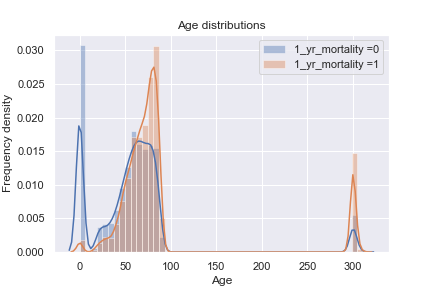 Age distributions
1_yr_mortality =0
1_yr_mortality =1
Frequency density
0.030
0.025
0.020
0.015
0.010
0.005
0.000
0 50 100 150 200 250 300
Age